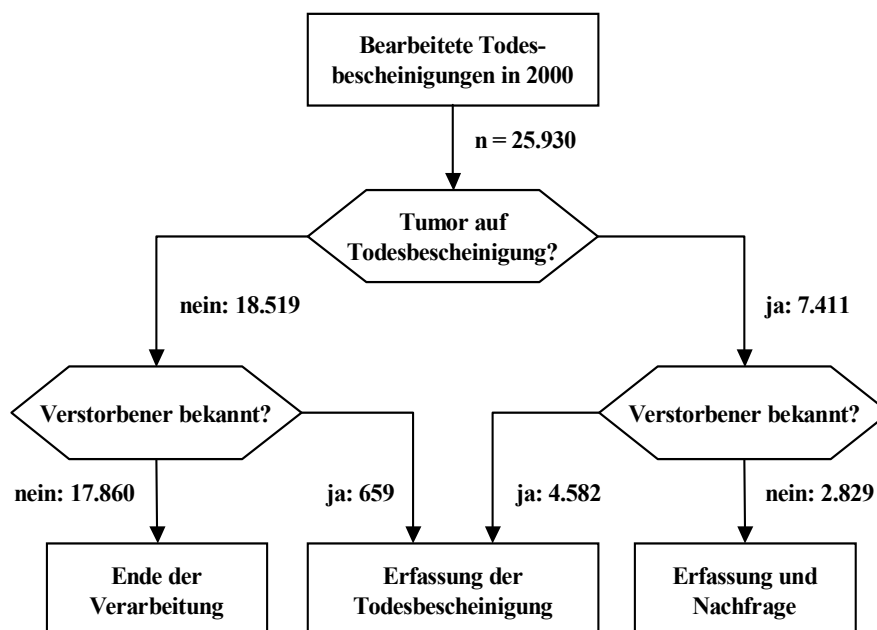 Bearbeitete Todes-
bescheinigungen in 2000
n = 25.930
Tumor auf
Todesbescheinigung?
nein: 18.519
ja: 7.411
Verstorbener bekannt?
Verstorbener bekannt?
nein: 17.860
ja: 659
ja: 4.582
nein: 2.829
Ende der
Verarbeitung
Erfassung der
Todesbescheinigung
Erfassung und
Nachfrage